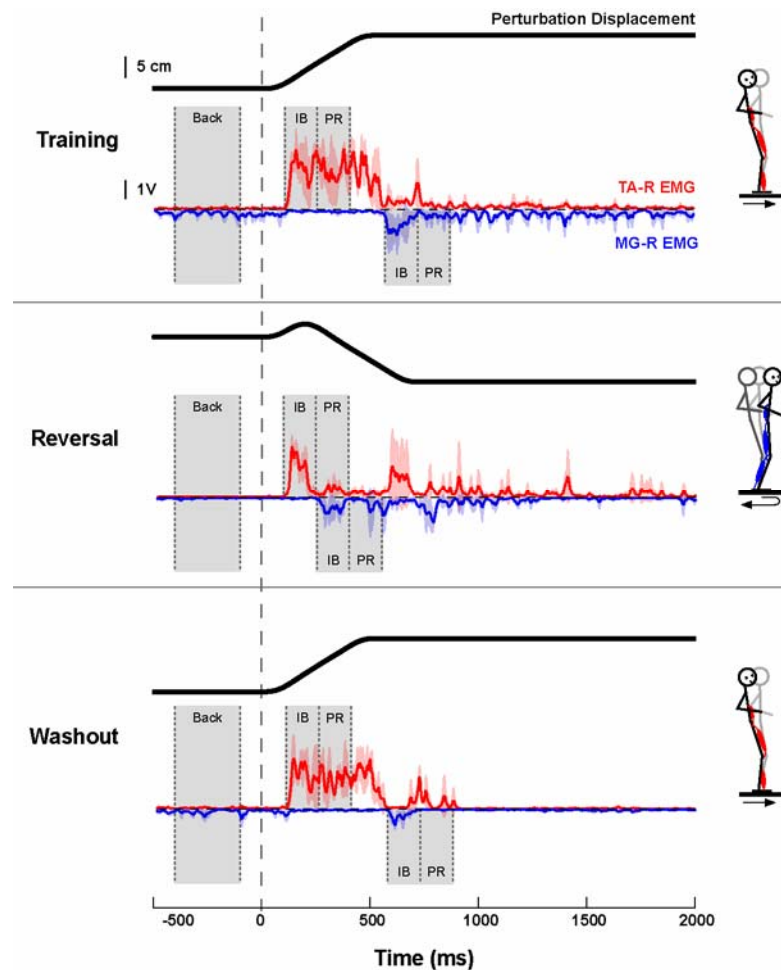 Perturbation Displacement
5 cm
Back
IB
PR
Training
1V
TA-R EMG
MG-R EMG
IB
PR
Back
IB
PR
Reversal
IB
PR
Back
IB
PR
Washout
IB
PR
-500
0
500
1000
1500
2000
Time (ms)